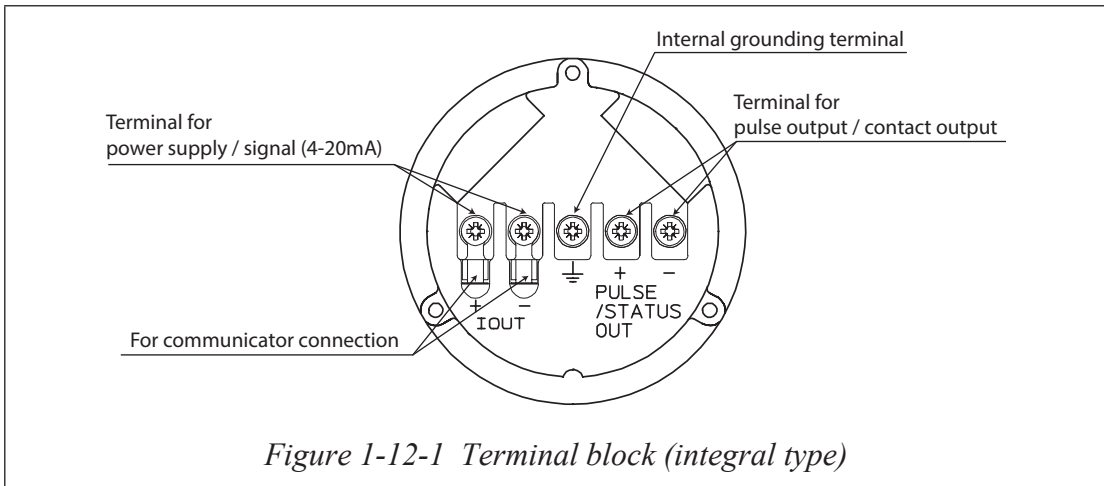 Internal grounding terminal
Terminal for
pulse output / contact output
Terminal for
power supply / signal (4-20mA)
+ -
PULSE
/STATUS
OUT
+ -
IOUT
For communicator connection
Figure 1-12-1 Terminal block (integral type)